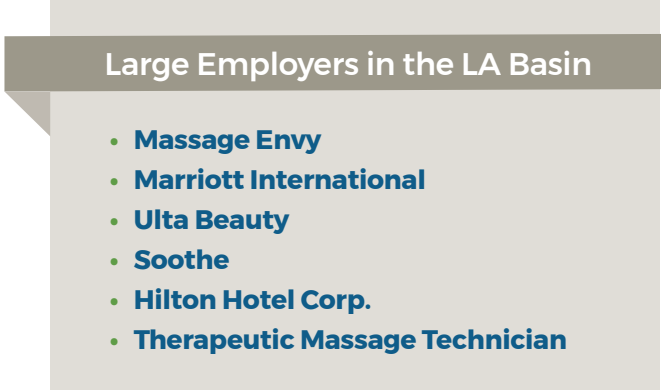 Large Employers in the LA Basin
• Massage Envy
• Marriott International
• Ulta Beauty
• Soothe
• Hilton Hotel Corp.
• Therapeutic Massage Technician